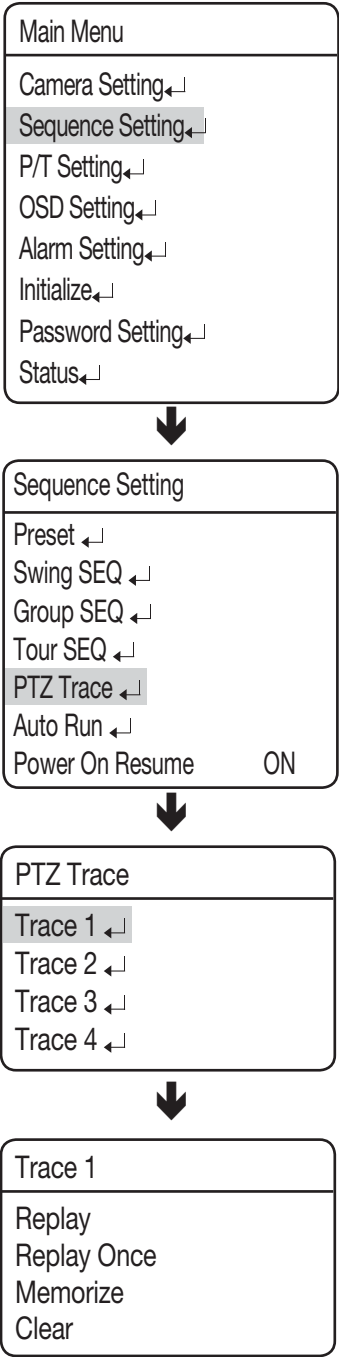 Main Menu
Camera Setting↵
Sequence Setting↵
P/T Setting↵
OSD Setting↵
Alarm Setting↵
Initialize↵
Password Setting↵
Status↵
Sequence Setting
Preset ↵
Swing SEQ ↵
Group SEQ ↵
Tour SEQ ↵
PTZ Trace ↵
Auto Run ↵
Power On Resume ON
PTZ Trace
Trace 1 ↵
Trace 2 ↵
Trace 3 ↵
Trace 4 ↵
Trace 1
Replay
Replay Once
Memorize
Clear